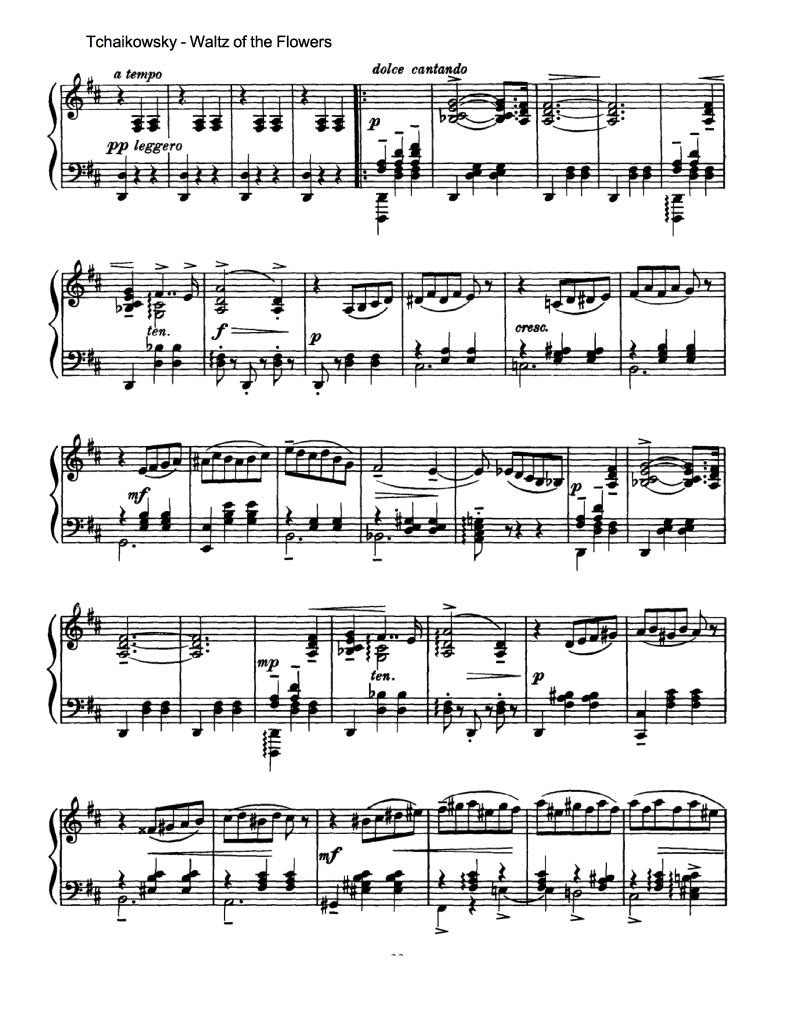 Tchaikowsky - Waltz of the Flowers
a tempo
dolce cantando
p
pp leggero
ten.
f
p
cresc.
mf
p
mp
ten.
p
mf